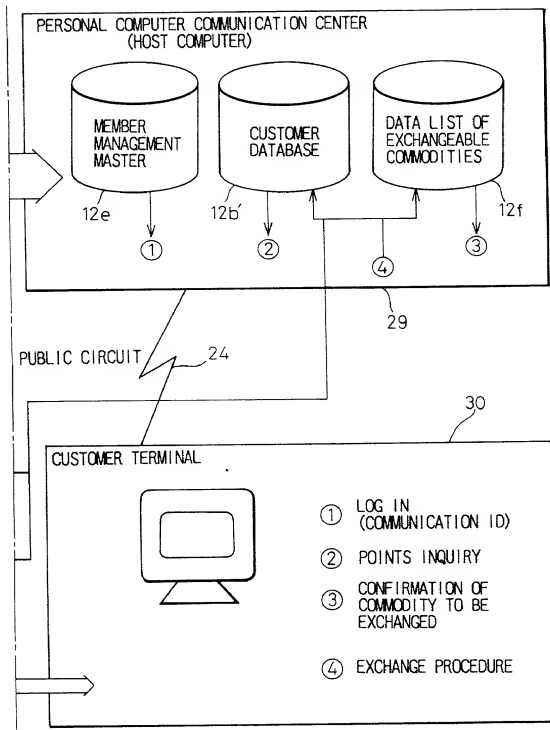 PERSONAL COMPUTER COMMUNICATION CENTER
(HOST COMPUTER)
MEMBER
MANAGEMENT
MASTER
CUSTOMER
DATABASE
DATA LIST OF
EXCHANGEABLE
COMMODITIES
12e
12b'
12f
①
②
④
③
29
PUBLIC CIRCUIT
24
30
CUSTOMER TERMINAL
① LOG IN
(COMMUNICATION ID)
② POINTS INQUIRY
③ CONFIRMATION OF
COMMODITY TO BE
EXCHANGED
④ EXCHANGE PROCEDURE